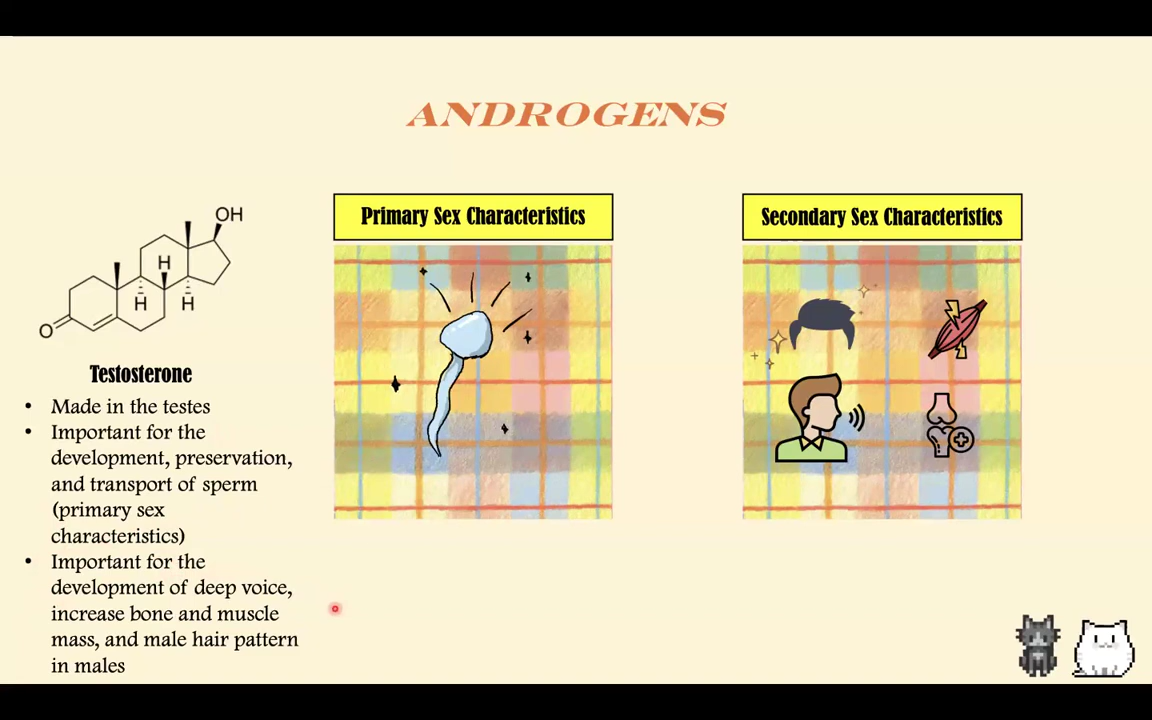 ANDROGENS
OH
H
H
H
O
Testosterone
• Made in the testes
• Important for the
development, preservation,
and transport of sperm
(primary sex
characteristics)
• Important for the
development of deep voice,
increase bone and muscle
mass, and male hair pattern
in males
Primary Sex Characteristics
Secondary Sex Characteristics